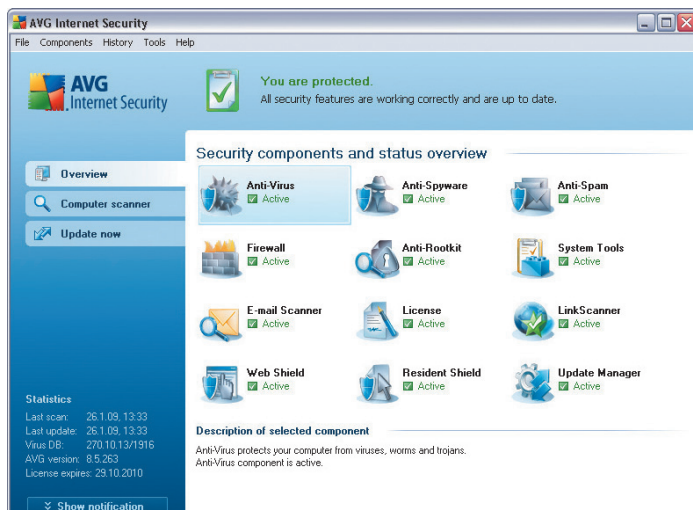 AVG Internet Security
File Components History Tools Help
AVG
Internet Security
You are protected.
All security features are working correctly and are up to date.
Overview
Computer scanner
Update now
Security components and status overview
Anti-Virus
Active
Anti-Spyware
Active
Anti-Spam
Active
Firewall
Active
Anti-Rootkit
Active
System Tools
Active
E-mail Scanner
Active
License
Active
LinkScanner
Active
Web Shield
Active
Resident Shield
Active
Update Manager
Active
Description of selected component
Anti-Virus protects your computer from viruses, worms and trojans.
Anti-Virus component is active.
Statistics
Last scan: 26.1.09, 13:33
Last update: 26.1.09, 13:33
Virus DB: 270.10.13/1916
AVG version: 8.5.263
License expires: 29.10.2010
Show notification